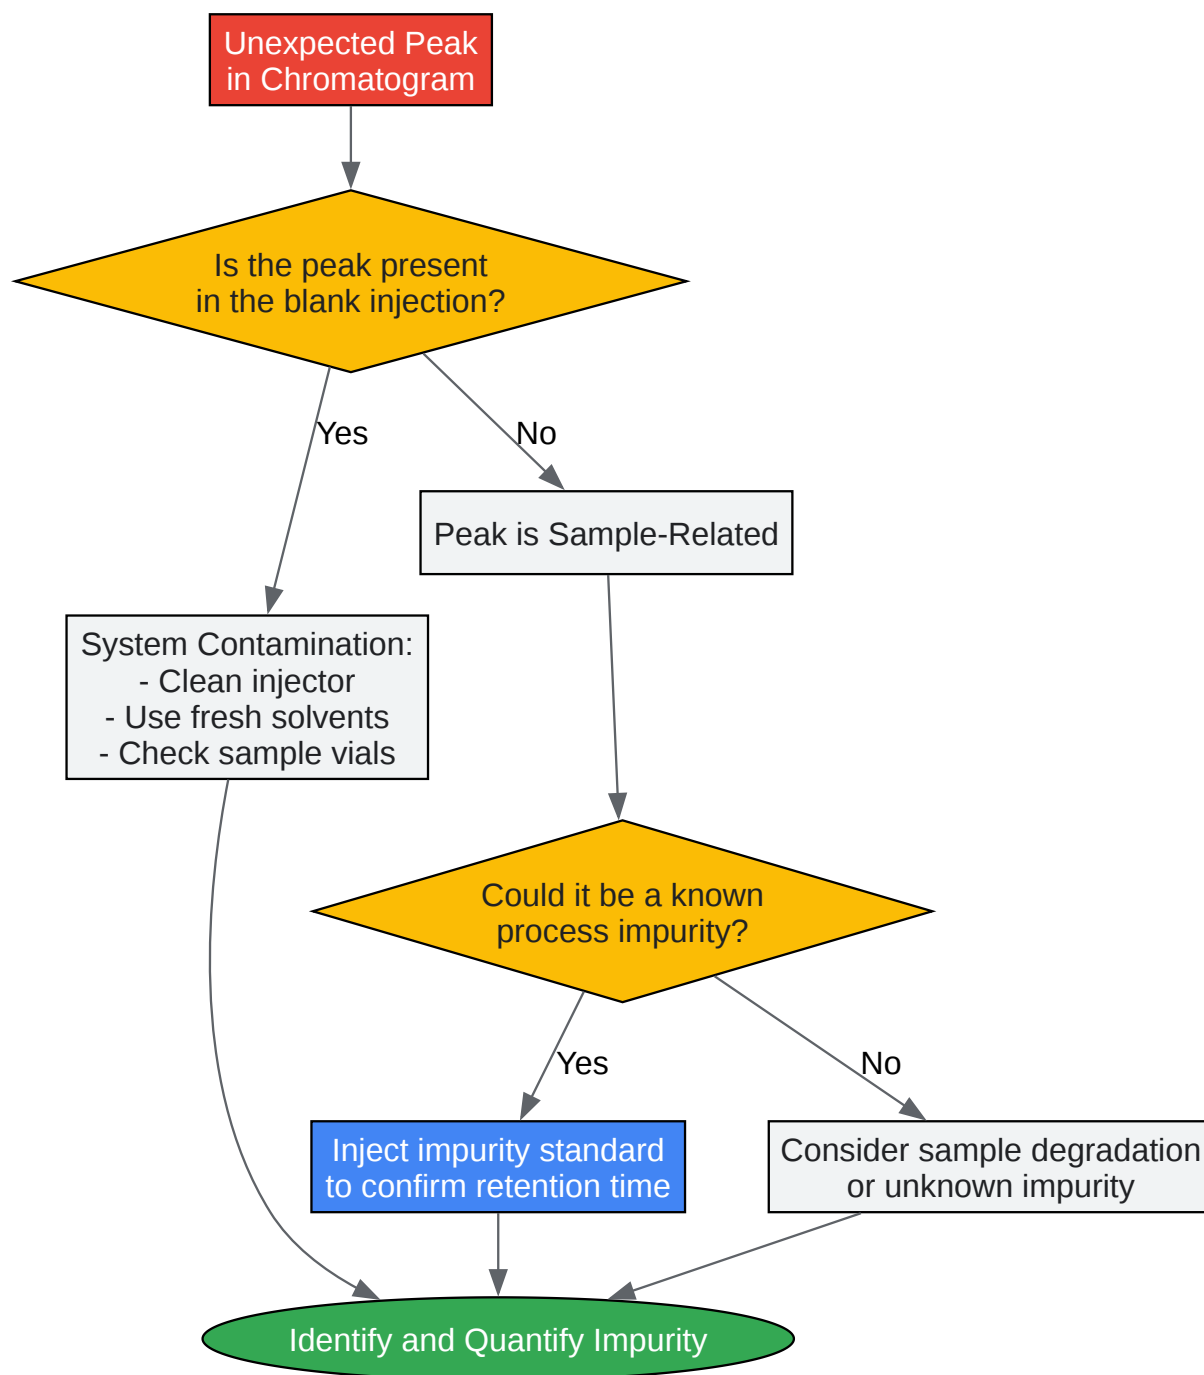 Unexpected Peak
in Chromatogram
Is the peak present
in the blank injection?
Yes
No
Peak is Sample-Related
System Contamination:
- Clean injector
- Use fresh solvents
- Check sample vials
Could it be a known
process impurity?
Yes
No
Inject impurity standard
to confirm retention time
Consider sample degradation
or unknown impurity
Identify and Quantify Impurity